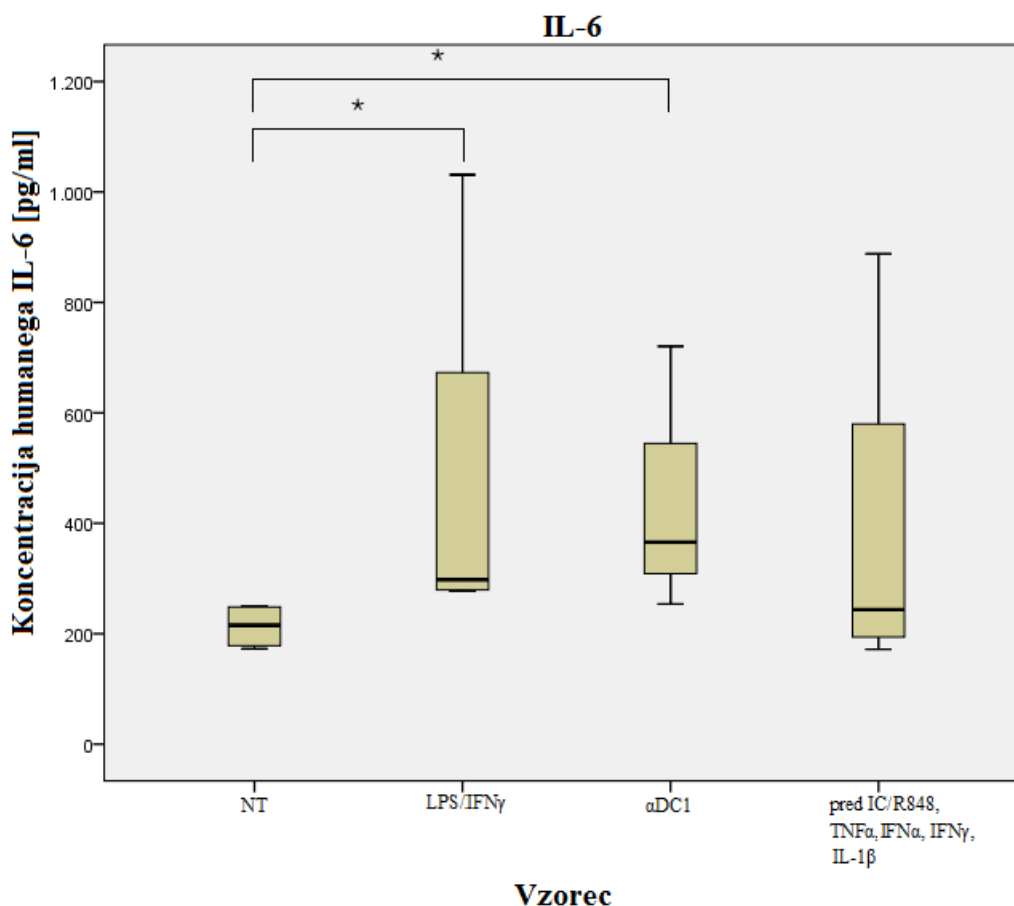 IL-6
*
*
Koncentracija humanega IL-6 [pg/ml]
1.200
1.000
800
600
400
200
0
NT
LPS/IFNγ
αDC1
pred IC/R848,
TNFα, IFNα, IFNγ,
IL-1β
Vzorec